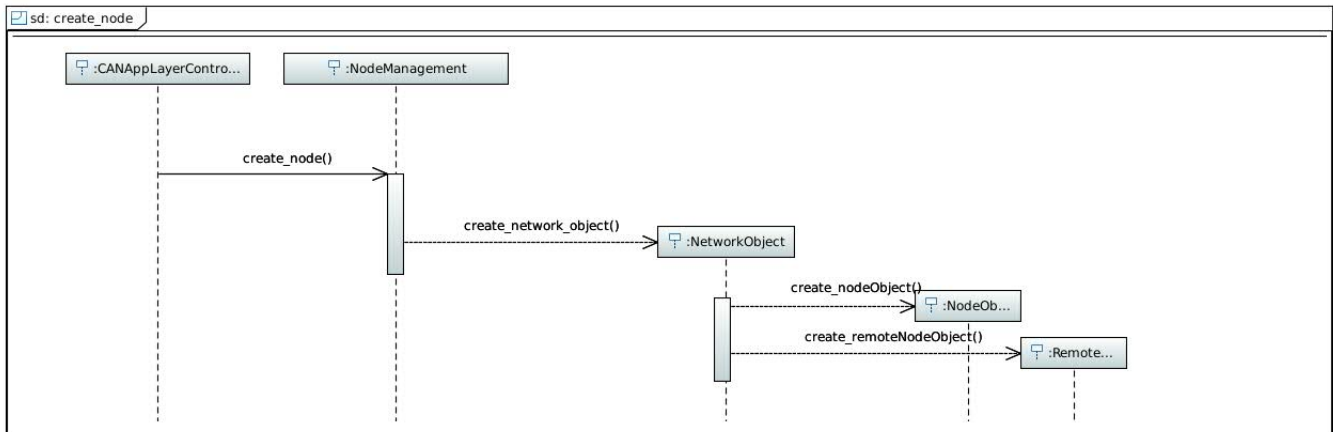 sd: create_node
:CANAppLayerContro...
:NodeManagement
create_node()
create_network_object()
:NetworkObject
create_nodeObject()
:NodeOb...
create_remoteNodeObject()
:Remote...